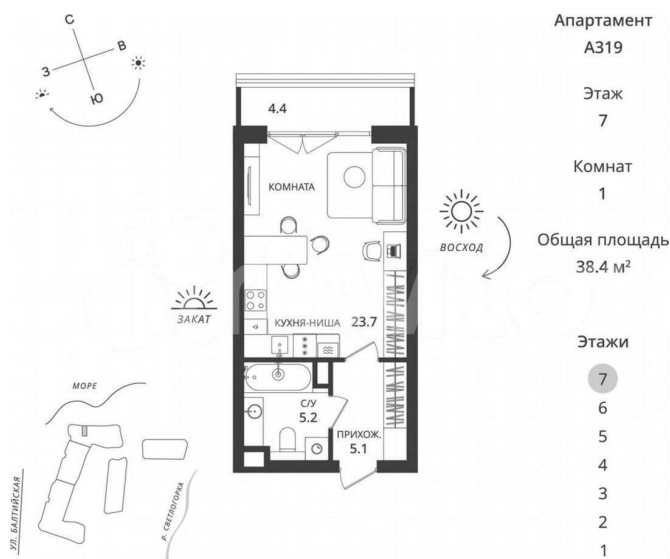 С
В
З
Ю
Апартамент
А319
Этаж
7
Комнат
1
Общая площадь
38.4 м²
Этажи
7
6
5
4
3
2
1
4.4
КОМНАТА
КУХНЯ-НИША 23.7
С/У
5.2
ПРИХОЖ.
5.1
ВОСХОД
ЗАКАТ
МОРЕ
УЛ. БАЛТИЙСКАЯ
Р. СВЕТЛОГОРКА